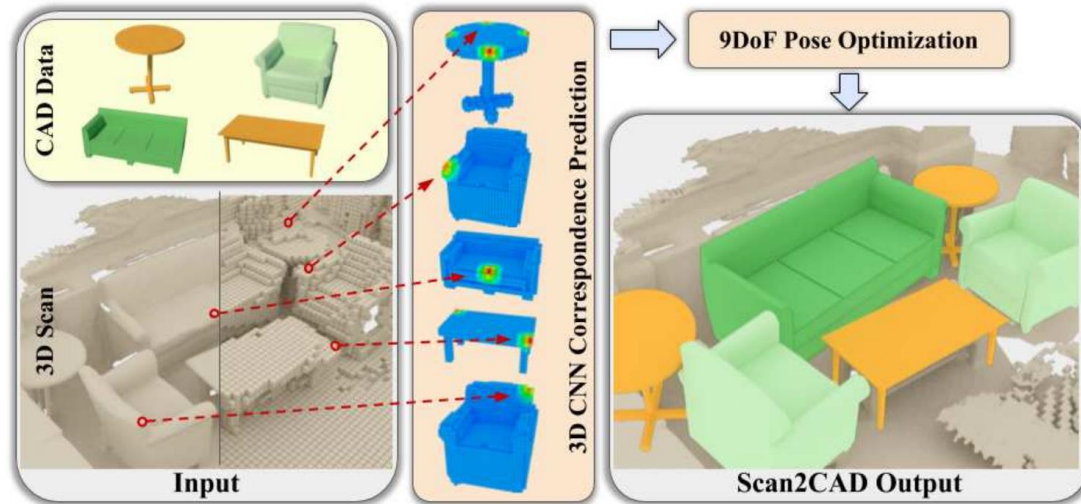 CAD Data
3D Scan
Input
3D CNN Correspondence Prediction
9DoF Pose Optimization
Scan2CAD Output